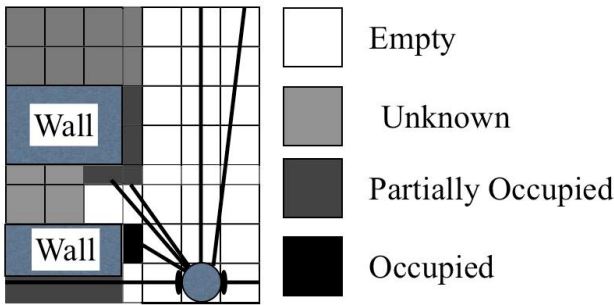 Empty
Unknown
Wall
Partially Occupied
Wall
Occupied